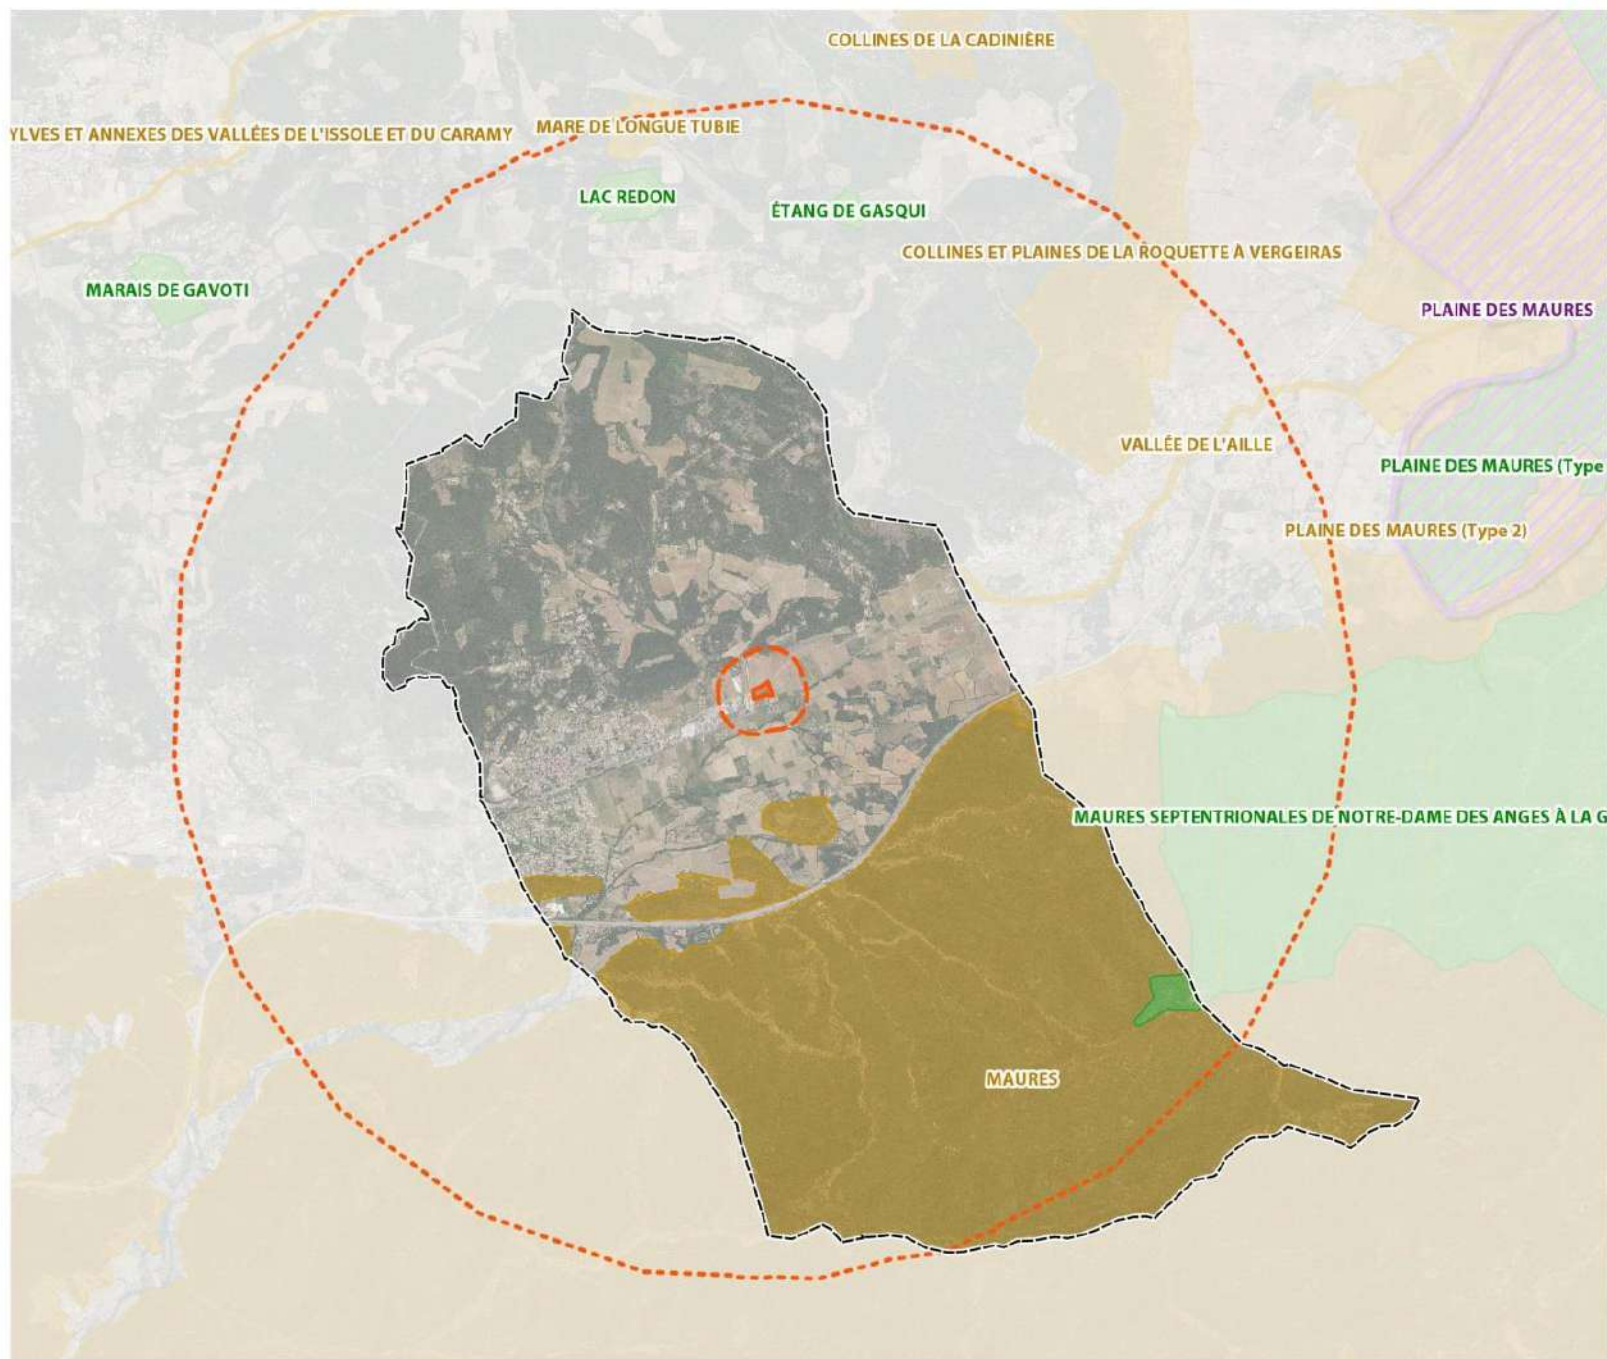 COLLINES DE LA CADINIÈRE
YLVES ET ANNEXES DES VALLÉES DE L'ISSOLE ET DU CARAMY
MARE DE LONGUE TUBIE
LAC REDON
ÉTANG DE GASQUI
COLLINES ET PLAINES DE LA ROQUETTE À VERGEIRAS
MARAIS DE GAVOTI
PLAINE DES MAURES
VALLÉE DE L'AILLE
PLAINE DES MAURES (Type
PLAINE DES MAURES (Type 2)
MAURES SEPTENTRIONALES DE NOTRE-DAME DES ANGES À LA G
MAURES